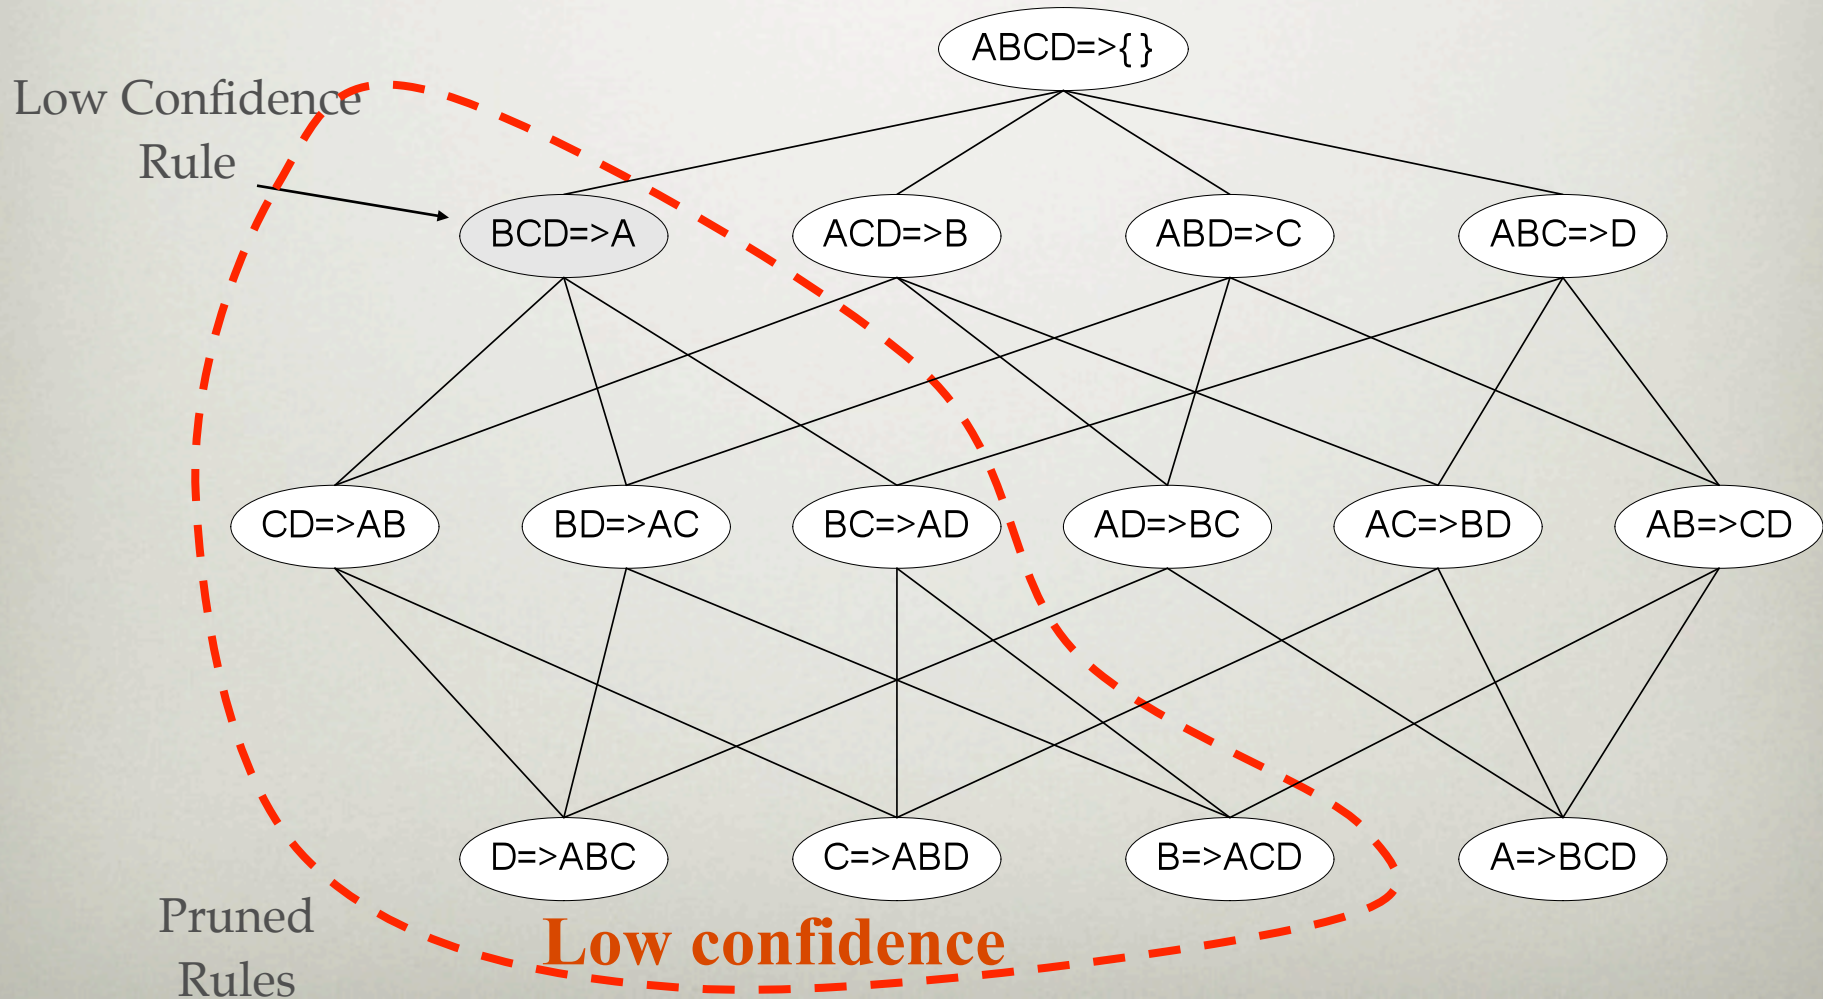 ABCD=>{ }
Low Confidence
Rule
BCD=>A
ACD=>B
ABD=>C
ABC=>D
CD=>AB
BD=>AC
BC=>AD
AD=>BC
AC=>BD
AB=>CD
D=>ABC
C=>ABD
B=>ACD
A=>BCD
Pruned
Rules
Low confidence